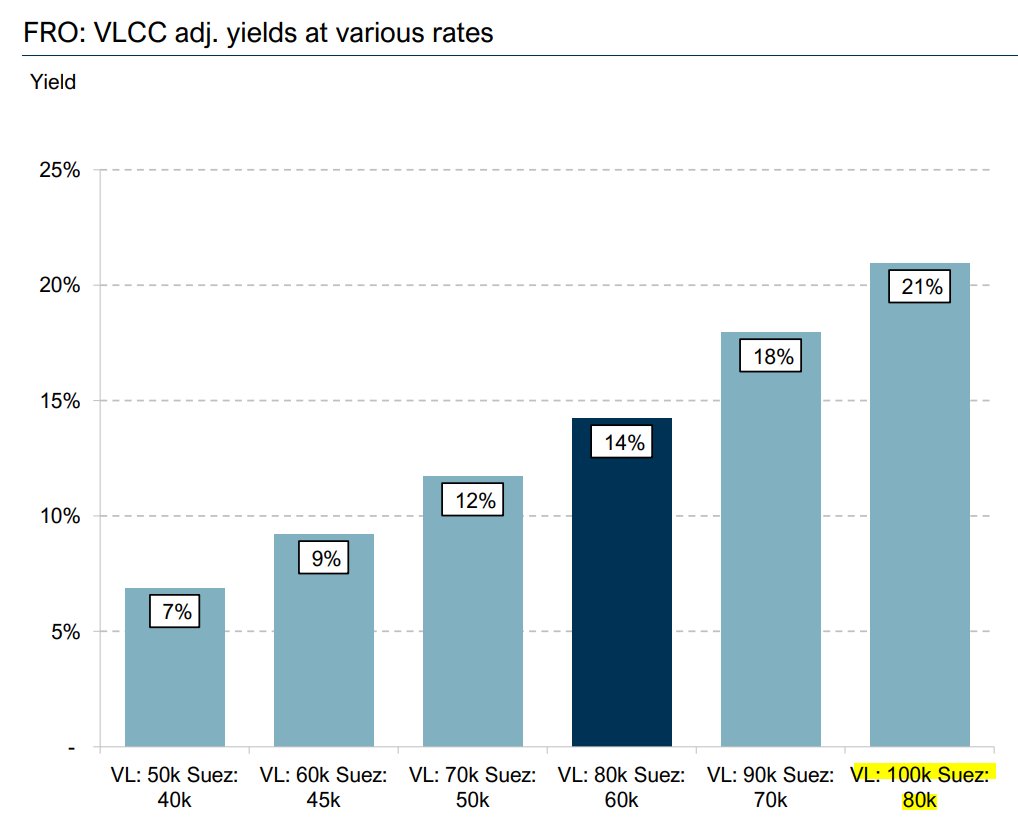 FRO: VLCC adj. yields at various rates
Yield
25%
20%
15%
10%
5%
-
7%
9%
12%
14%
18%
21%
VL: 50k Suez:
40k
VL: 60k Suez:
45k
VL: 70k Suez:
50k
VL: 80k Suez:
60k
VL: 90k Suez:
70k
VL: 100k Suez:
80k